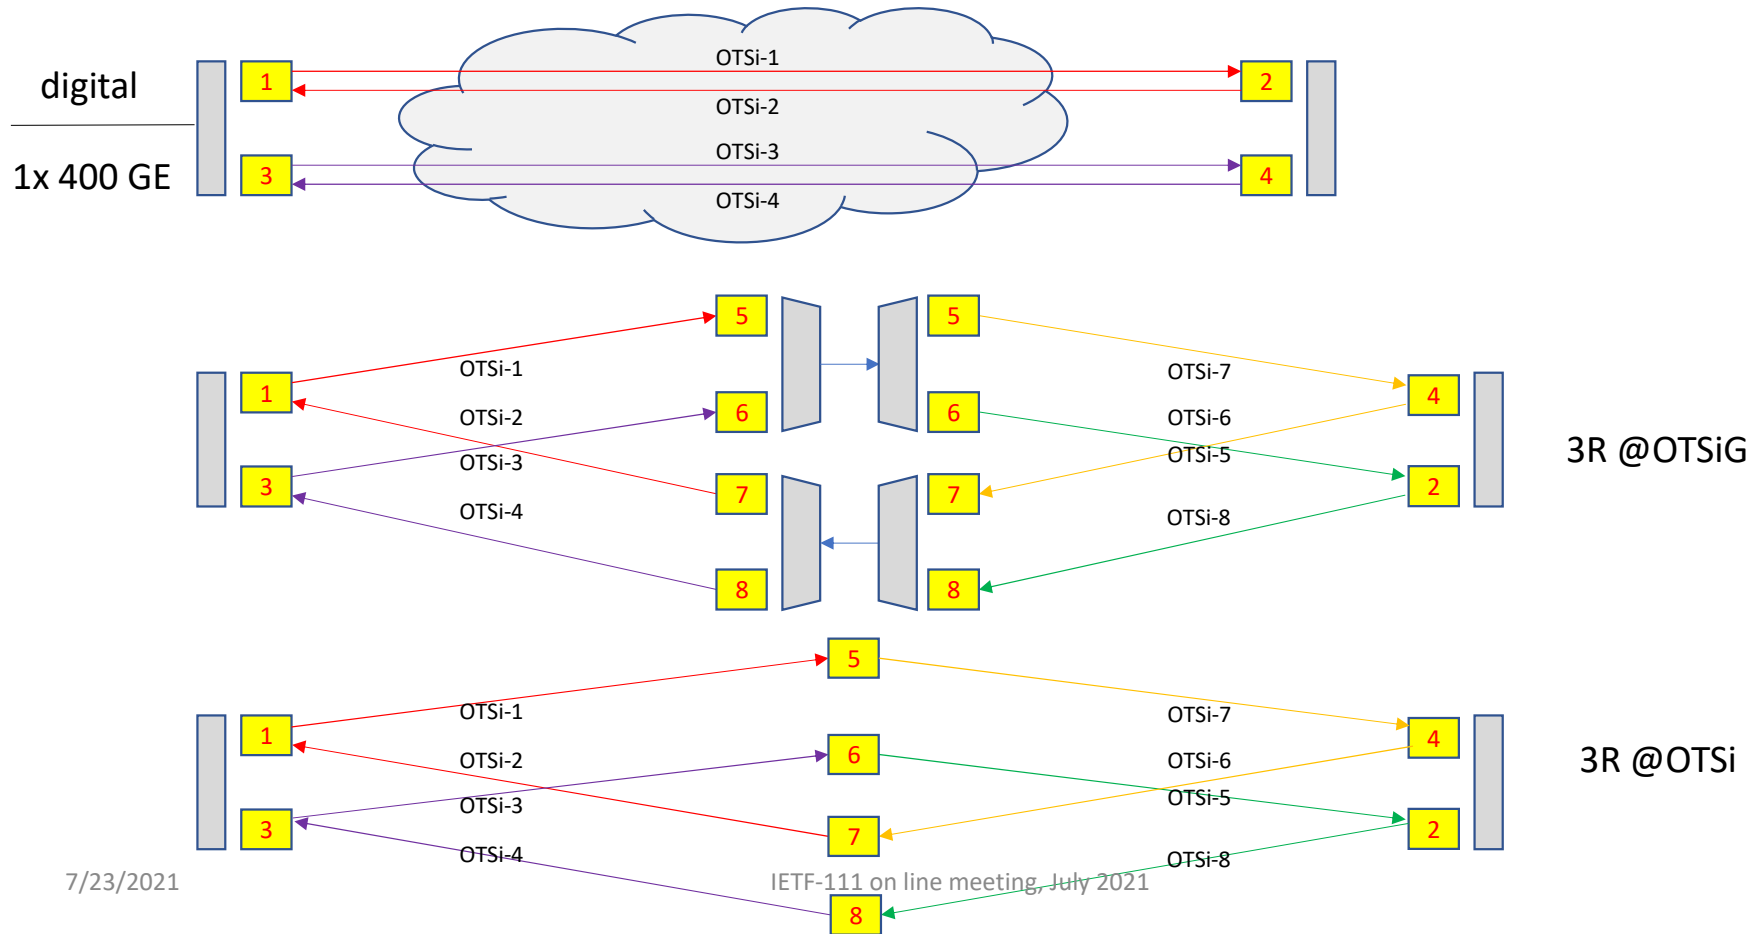 OTSi-1
digital
1
2
OTSi-2
OTSi-3
1x 400 GE
3
4
OTSi-4
5
5
OTSi-1
OTSi-7
1
4
OTSi-2
6
6
OTSi-6
OTSi-3
OTSi-5
3R @OTSiG
3
7
7
2
OTSi-4
OTSi-8
8
8
5
OTSi-1
OTSi-7
1
4
OTSi-2
6
OTSi-6
3R @OTSi
OTSi-3
OTSi-5
3
7
2
OTSi-4
OTSi-8
7/23/2021
IETF-111 on line meeting, July 2021
8